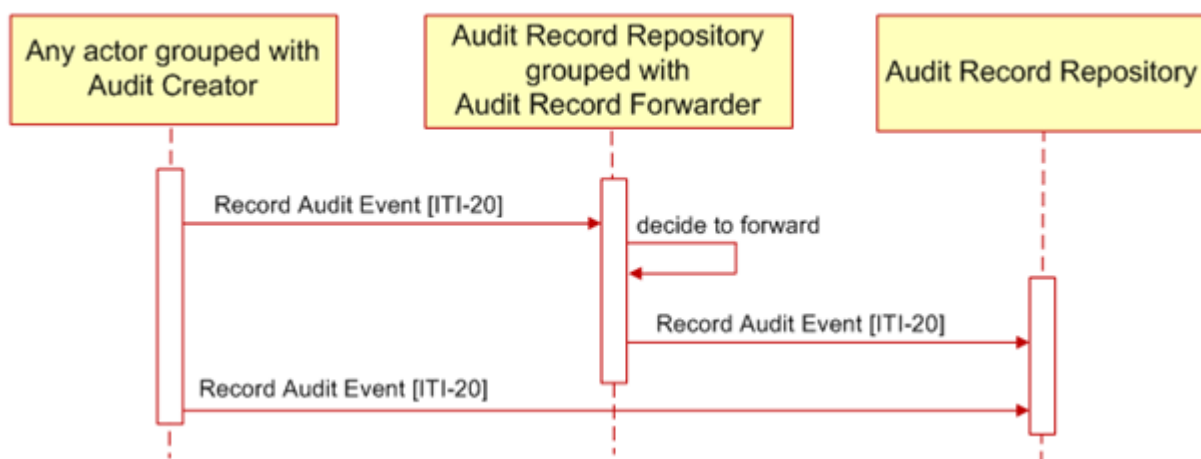 Any actor grouped with
Audit Creator
Audit Record Repository
grouped with
Audit Record Forwarder
Audit Record Repository
Record Audit Event [ITI-20]
decide to forward
Record Audit Event [ITI-20]
Record Audit Event [ITI-20]